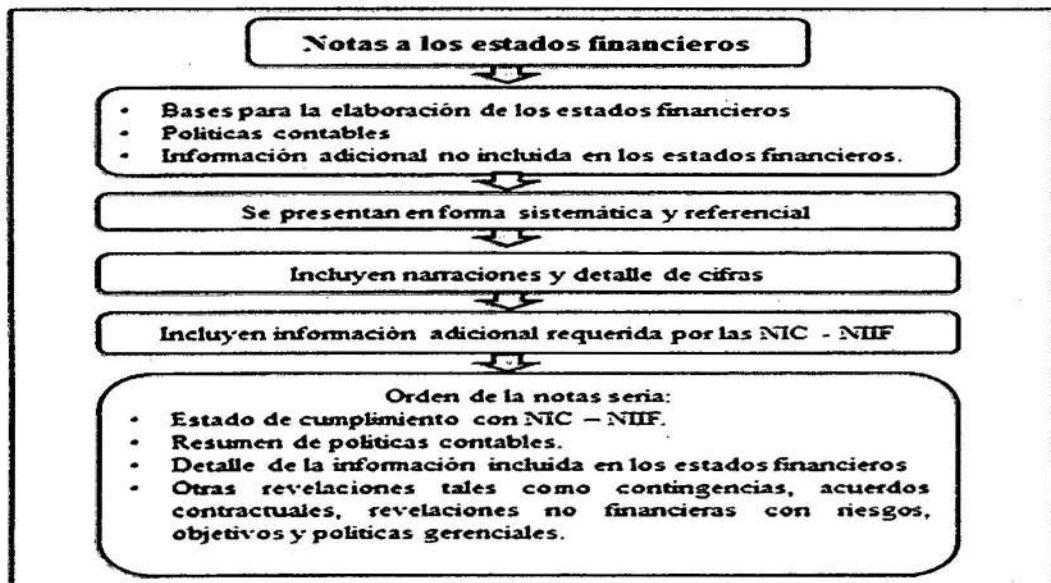 Notas a los estados financieros
• Bases para la elaboración de los estados financieros
• Políticas contables
• Información adicional no incluida en los estados financieros.
Se presentan en forma sistemática y referencial
Incluyen narraciones y detalle de cifras
Incluyen información adicional requerida por las NIC - NIIF
Orden de la notas seria:
• Estado de cumplimiento con NIC – NIIF.
• Resumen de políticas contables.
• Detalle de la información incluida en los estados financieros
• Otras revelaciones tales como contingencias, acuerdos
contractuales, revelaciones no financieras con riesgos,
objetivos y políticas gerenciales.